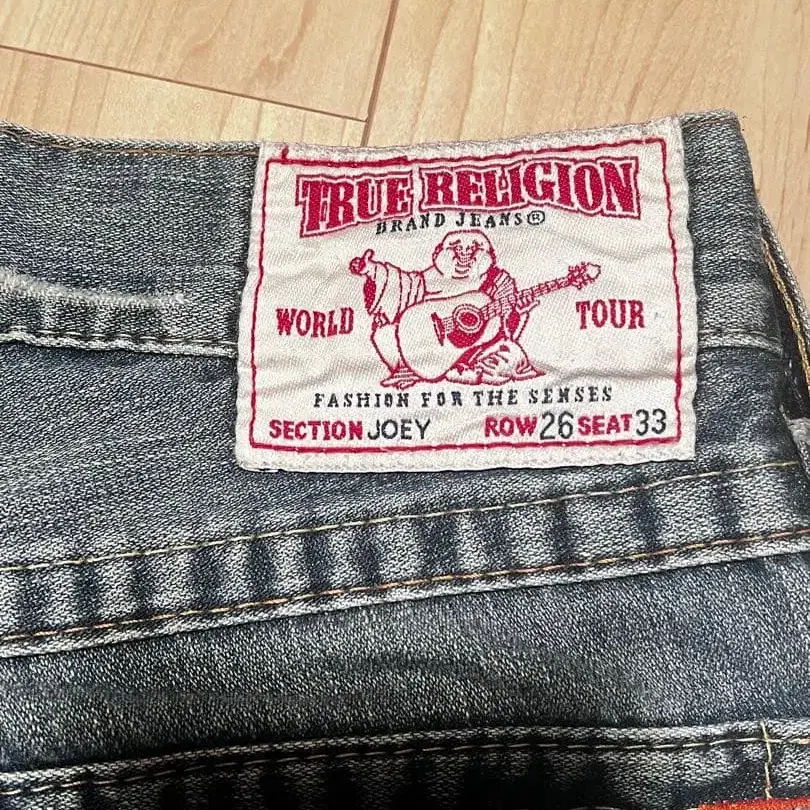 TRUE RELIGION
BRAND JEANS®
WORLD TOUR
FASHION FOR THE SENSES
SECTION JOEY ROW 26 SEAT 33